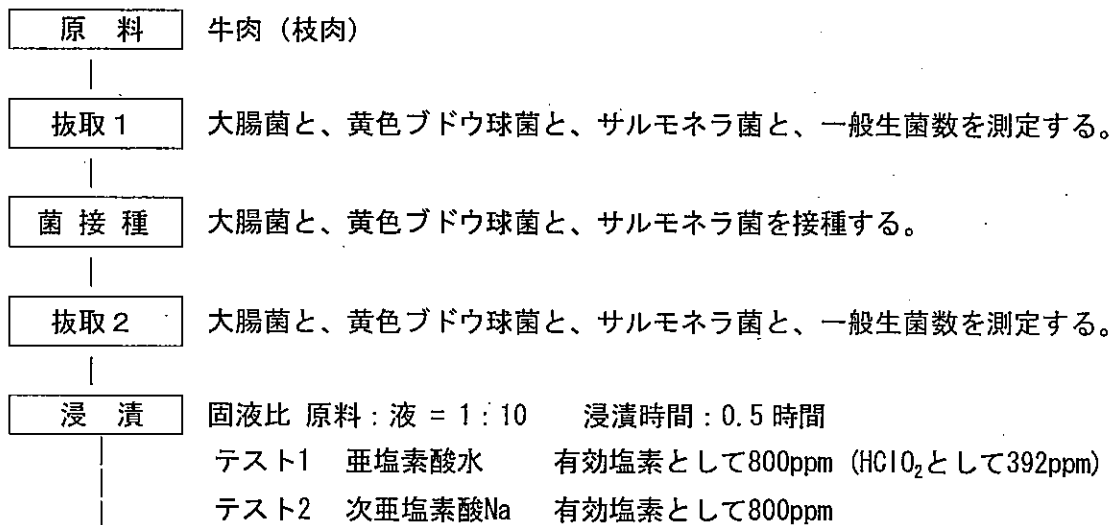 原 料 牛肉（枝肉）
抜取1 大腸菌と、黄色ブドウ球菌と、サルモネラ菌と、一般生菌数を測定する。
菌 接 種 大腸菌と、黄色ブドウ球菌と、サルモネラ菌を接種する。
抜取2 大腸菌と、黄色ブドウ球菌と、サルモネラ菌と、一般生菌数を測定する。
浸 漬 固液比 原料：液 = 1：10 浸漬時間：0.5時間
テスト1 亜塩素酸水 有効塩素として800ppm (HClO₂として392ppm)
テスト2 次亜塩素酸Na 有効塩素として800ppm